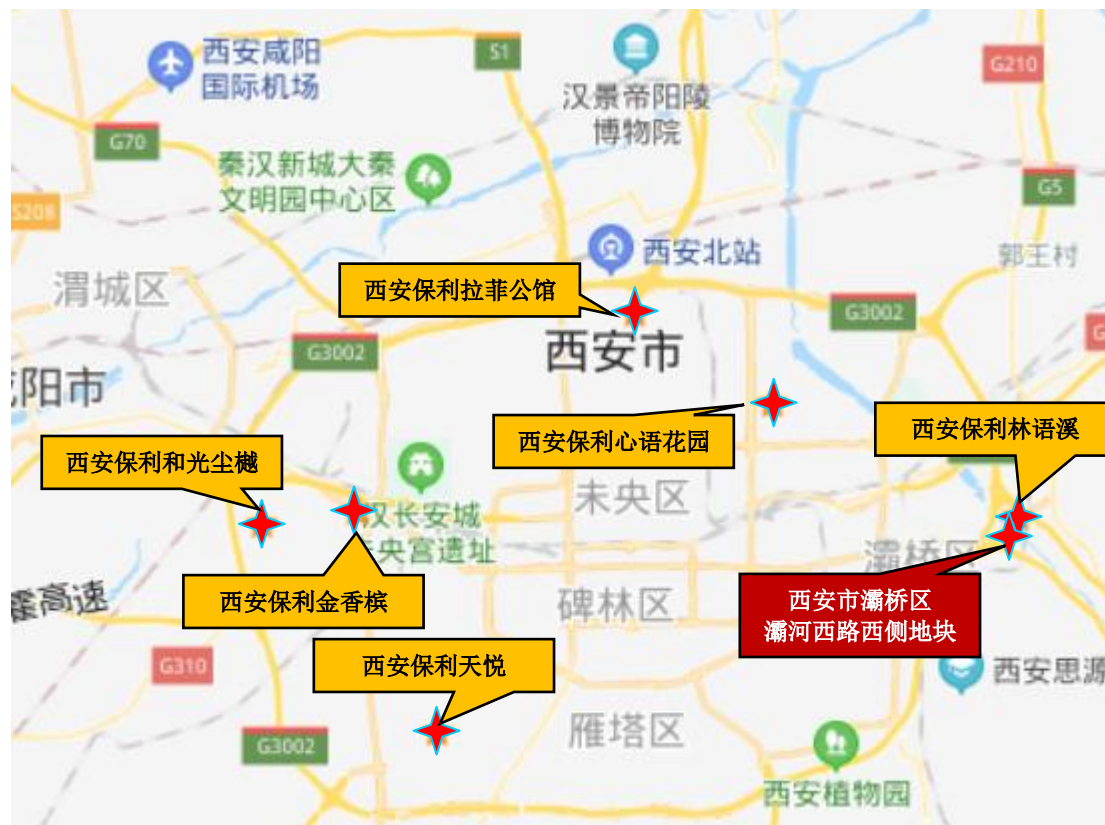 西安咸阳
国际机场
S1
G210
汉景帝阳陵
博物院
G70
秦汉新城大秦
文明园中心区
G5
S208
西安北站
郭王村
渭城区
西安保利拉菲公馆
G3002
G3002
西安市
阳市
西安保利林语溪
西安保利心语花园
西安保利和光尘樾
未央区
汉长安城
央宫遗址
灞桥区
西安保利金香槟
碑林区
西安市灞桥区
灞河西路西侧地块
霍高速
西安保利天悦
G310
西安思源
雁塔区
G3002
西安植物园